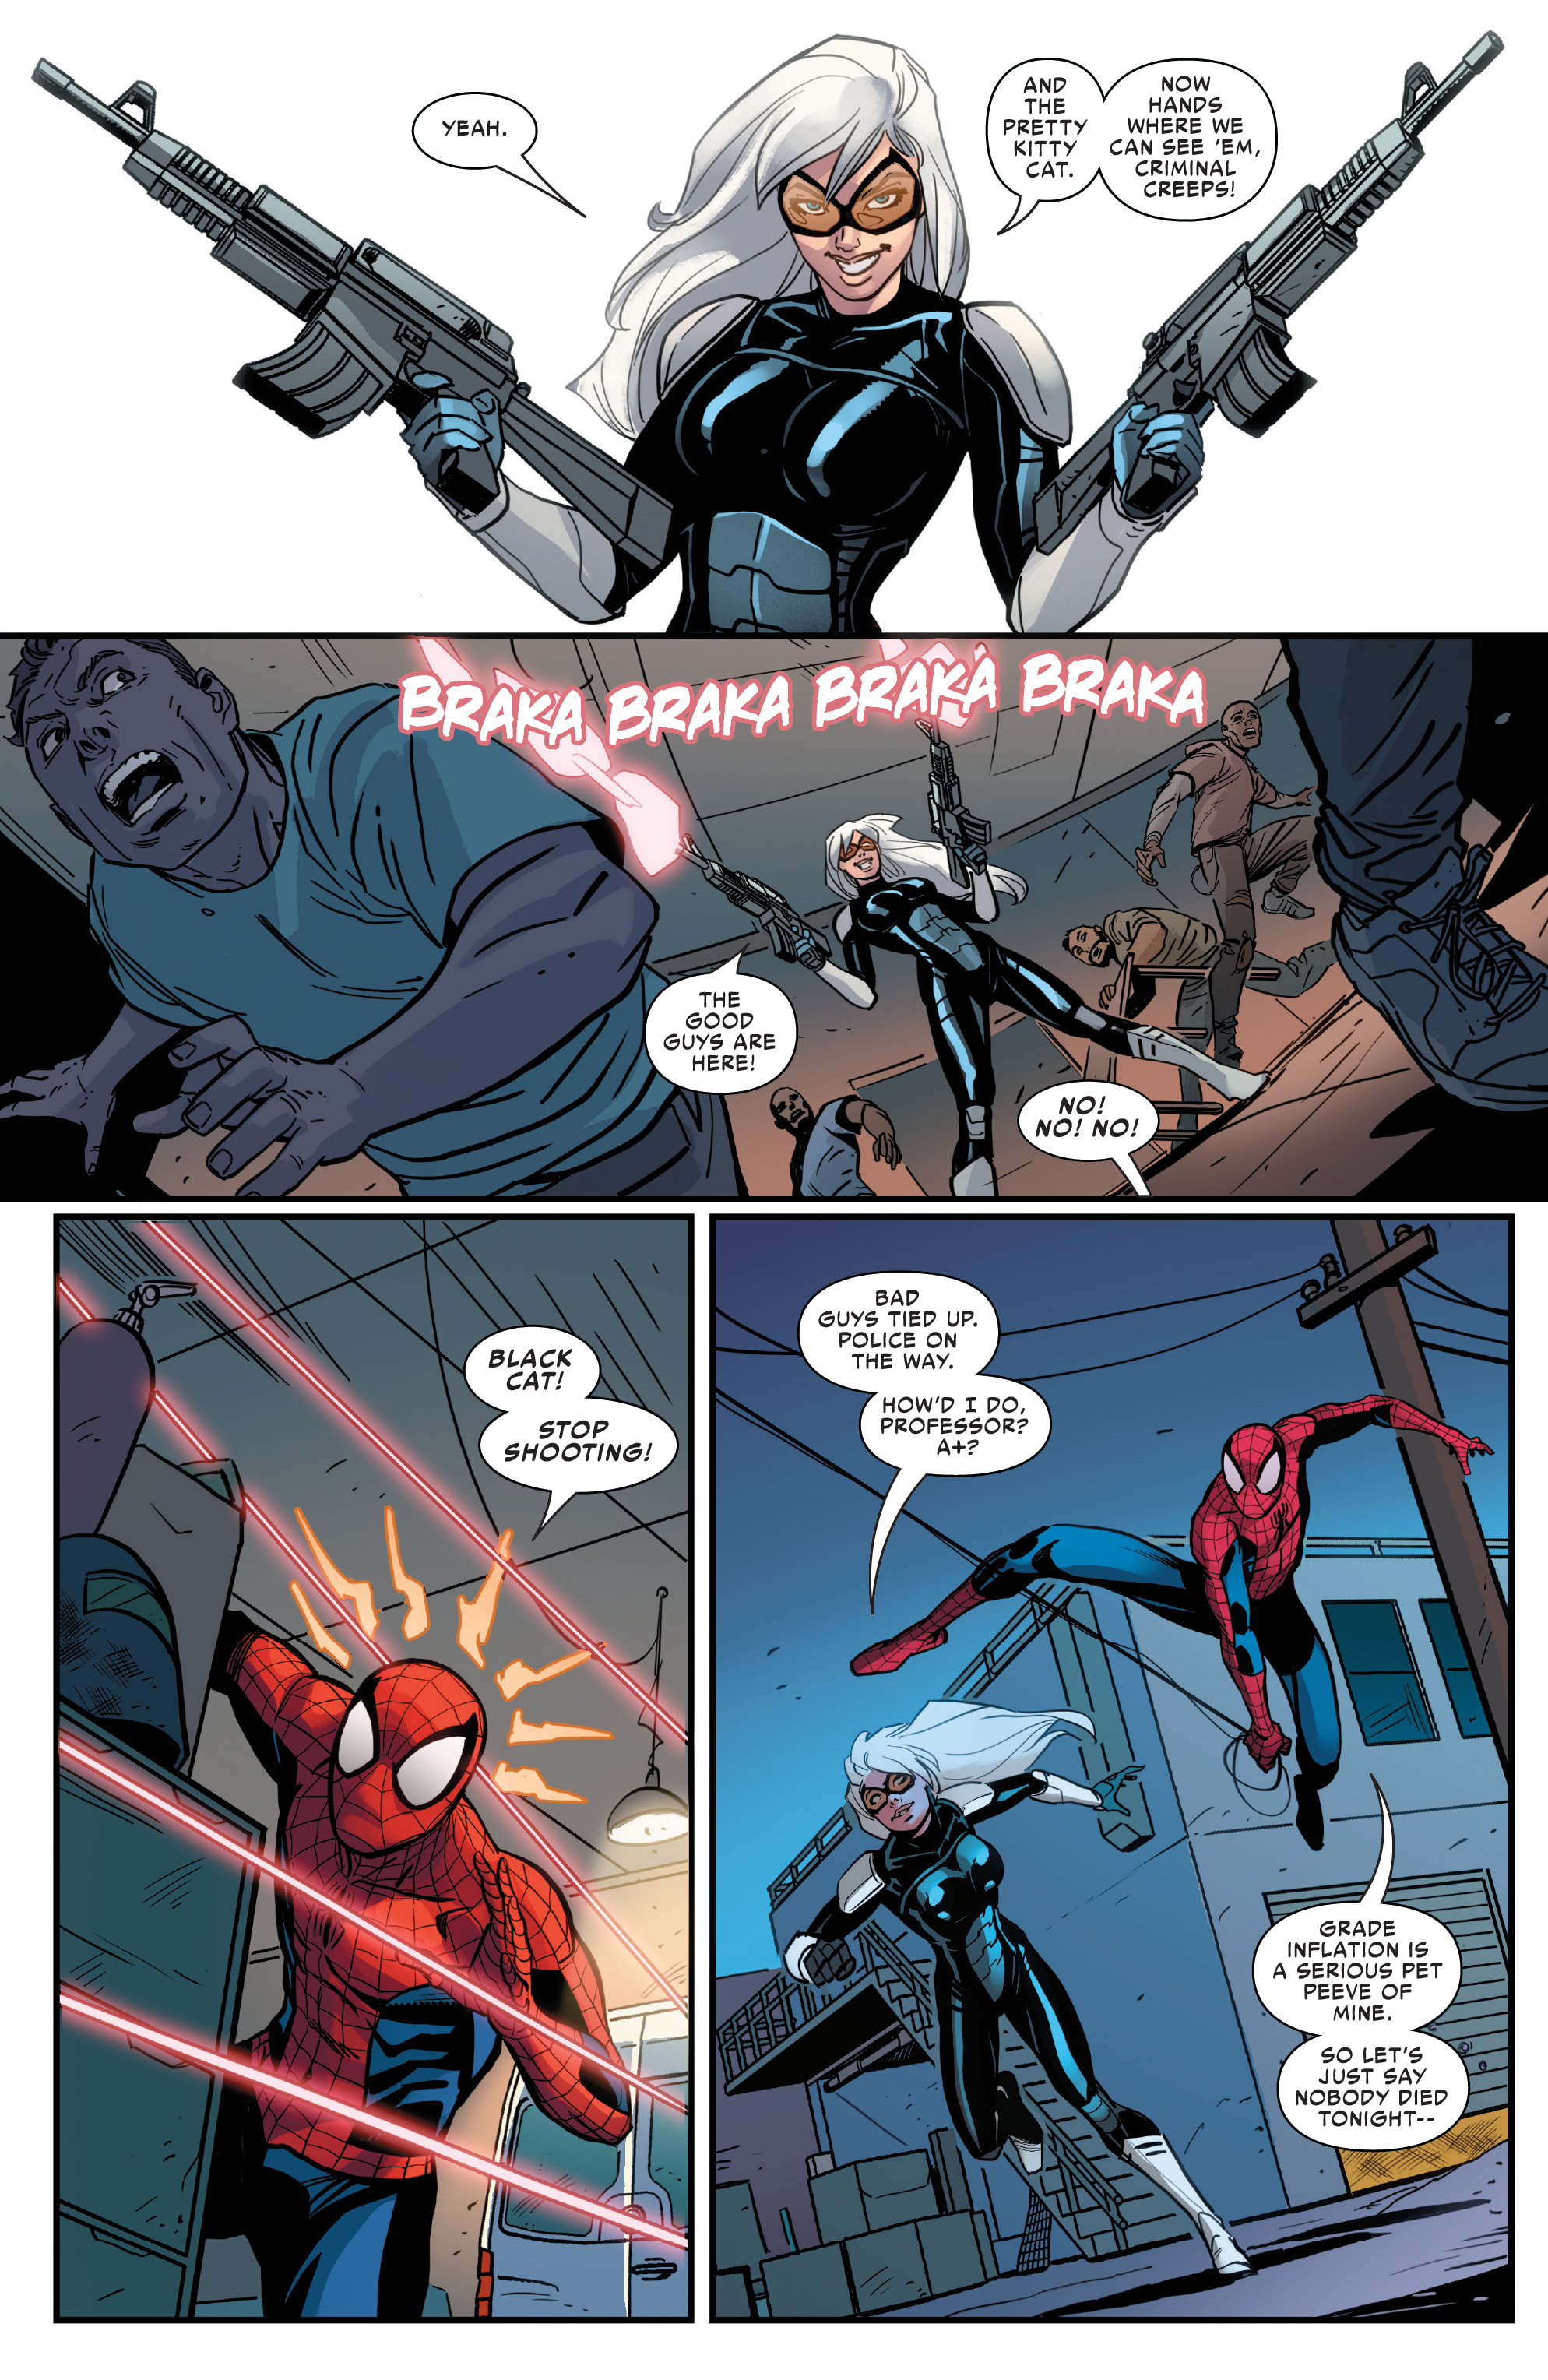 YEAH.
AND
THE
PRETTY
KITTY
CAT.
NOW
HANDS
WHERE WE
CAN SEE 'EM,
CRIMINAL
CREEPS!
BRAKA BRAKA BRAKA BRAKA
THE
GOOD
GUYS ARE
HERE!
NO!
NO! NO!
BLACK
CAT!
STOP
SHOOTING!
BAD
GUYS TIED UP.
POLICE ON
THE WAY.
HOW'D I DO,
PROFESSOR?
A+?
GRADE
INFLATION IS
A SERIOUS PET
PEEVE OF
MINE.
SO LET'S
JUST SAY
NOBODY DIED
TONIGHT--